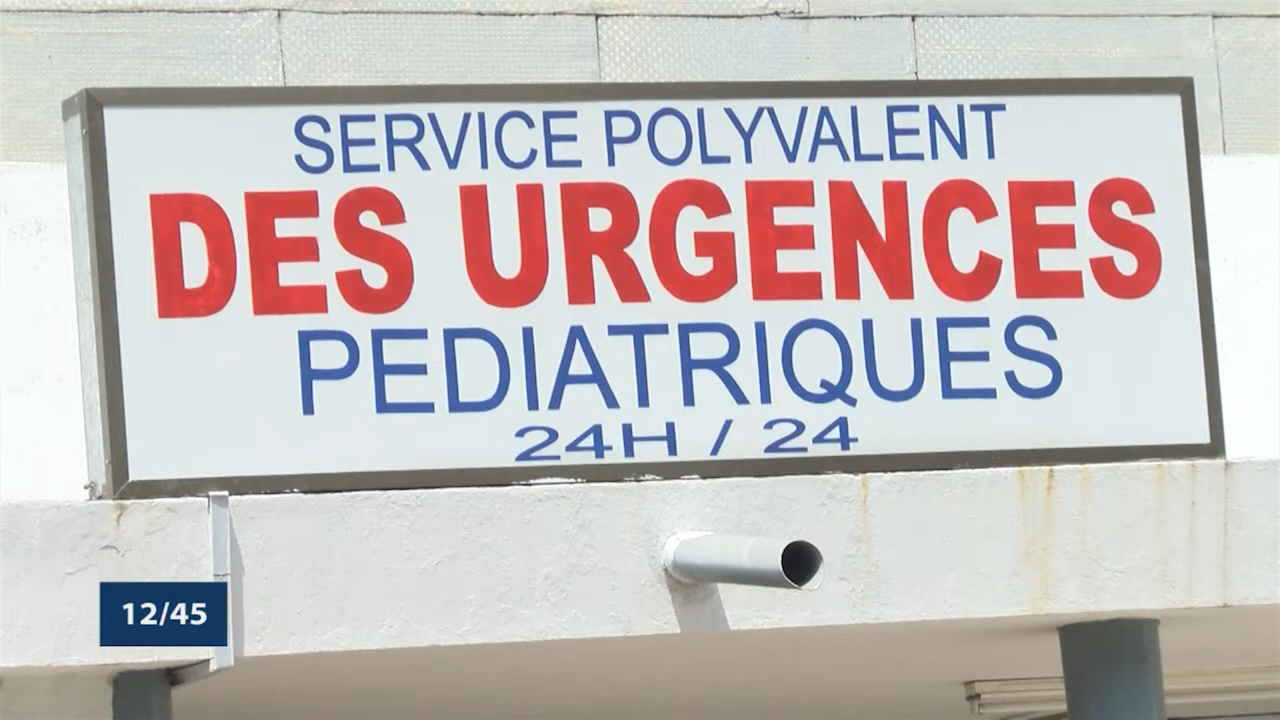 SERVICE POLYVALENT
DES URGENCES
PEDIATRIQUES
24H / 24
12/45